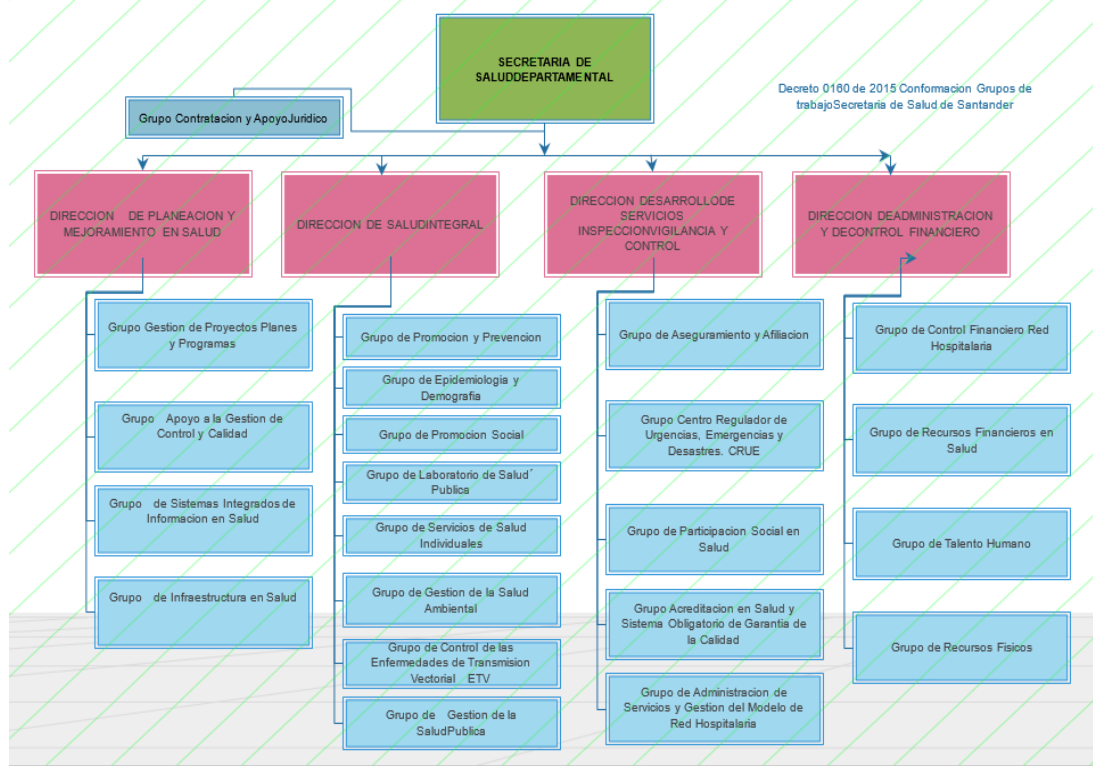 SECRETARIA DE
SALUDDEPARTAMENTAL
Decreto 0160 de 2015 Conformacion Grupos de
trabajoSecretaria de Salud de Santander
Grupo Contratacion y ApoyoJuridico
DIRECCION DE PLANEACION Y
MEJORAMIENTO EN SALUD
DIRECCION DE SALUDINTEGRAL
DIRECCION DESARROLLODE
SERVICIOS
INSPECCIONVIGILANCIA Y
CONTROL
DIRECCION DEADMINISTRACION
Y DECONTROL FINANCIERO
Grupo Gestion de Proyectos Planes
y Programas
Grupo Apoyo a la Gestion de
Control y Calidad
Grupo de Sistemas Integrados de
Informacion en Salud
Grupo de Infraestructura en Salud
Grupo de Promocion y Prevencion
Grupo de Epidemiologia y
Demografia
Grupo de Promocion Social
Grupo de Laboratorio de Salud´
Publica
Grupo de Servicios de Salud
Individuales
Grupo de Gestion de la Salud
Ambiental
Grupo de Control de las
Enfermedades de Transmision
Vectorial ETV
Grupo de Gestion de la
SaludPublica
Grupo de Aseguramiento y Afiliacion
Grupo Centro Regulador de
Urgencias, Emergencias y
Desastres. CRUE
Grupo de Participacion Social en
Salud
Grupo Acreditacion en Salud y
Sistema Obligatorio de Garantia de
la Calidad
Grupo de Administracion de
Servicios y Gestion del Modelo de
Red Hospitalaria
Grupo de Control Financiero Red
Hospitalaria
Grupo de Recursos Financieros en
Salud
Grupo de Talento Humano
Grupo de Recursos Fisicos